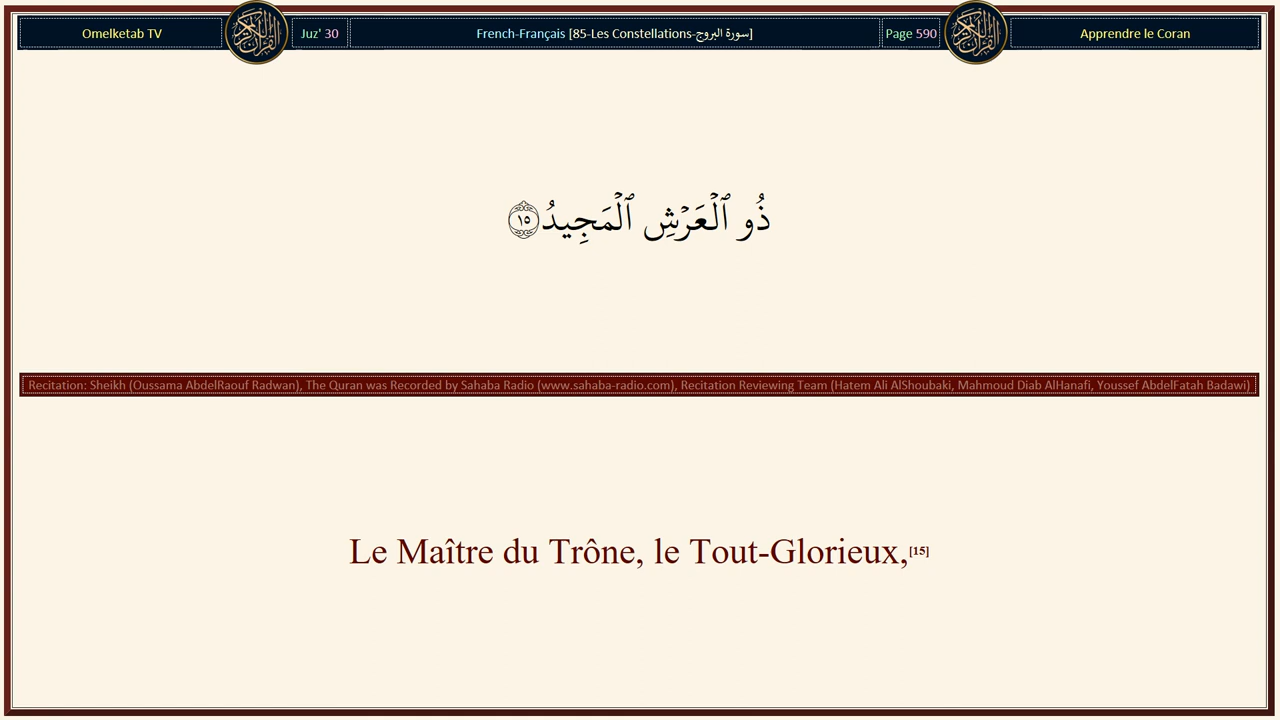 Omelketab TV
Juz' 30
French-Français [85-Les Constellations-سورة البروج]
Page 590
Apprendre le Coran
ذُو ٱلۡعَرۡشِ ٱلۡمَجِيدُ ١٥
Recitation: Sheikh (Oussama AbdelRaouf Radwan), The Quran was Recorded by Sahaba Radio (www.sahaba-radio.com), Recitation Reviewing Team (Hatem Ali AlShoubaki, Mahmoud Diab AlHanafi, Youssef AbdelFatah Badawi)
Le Maître du Trône, le Tout-Glorieux,[15]